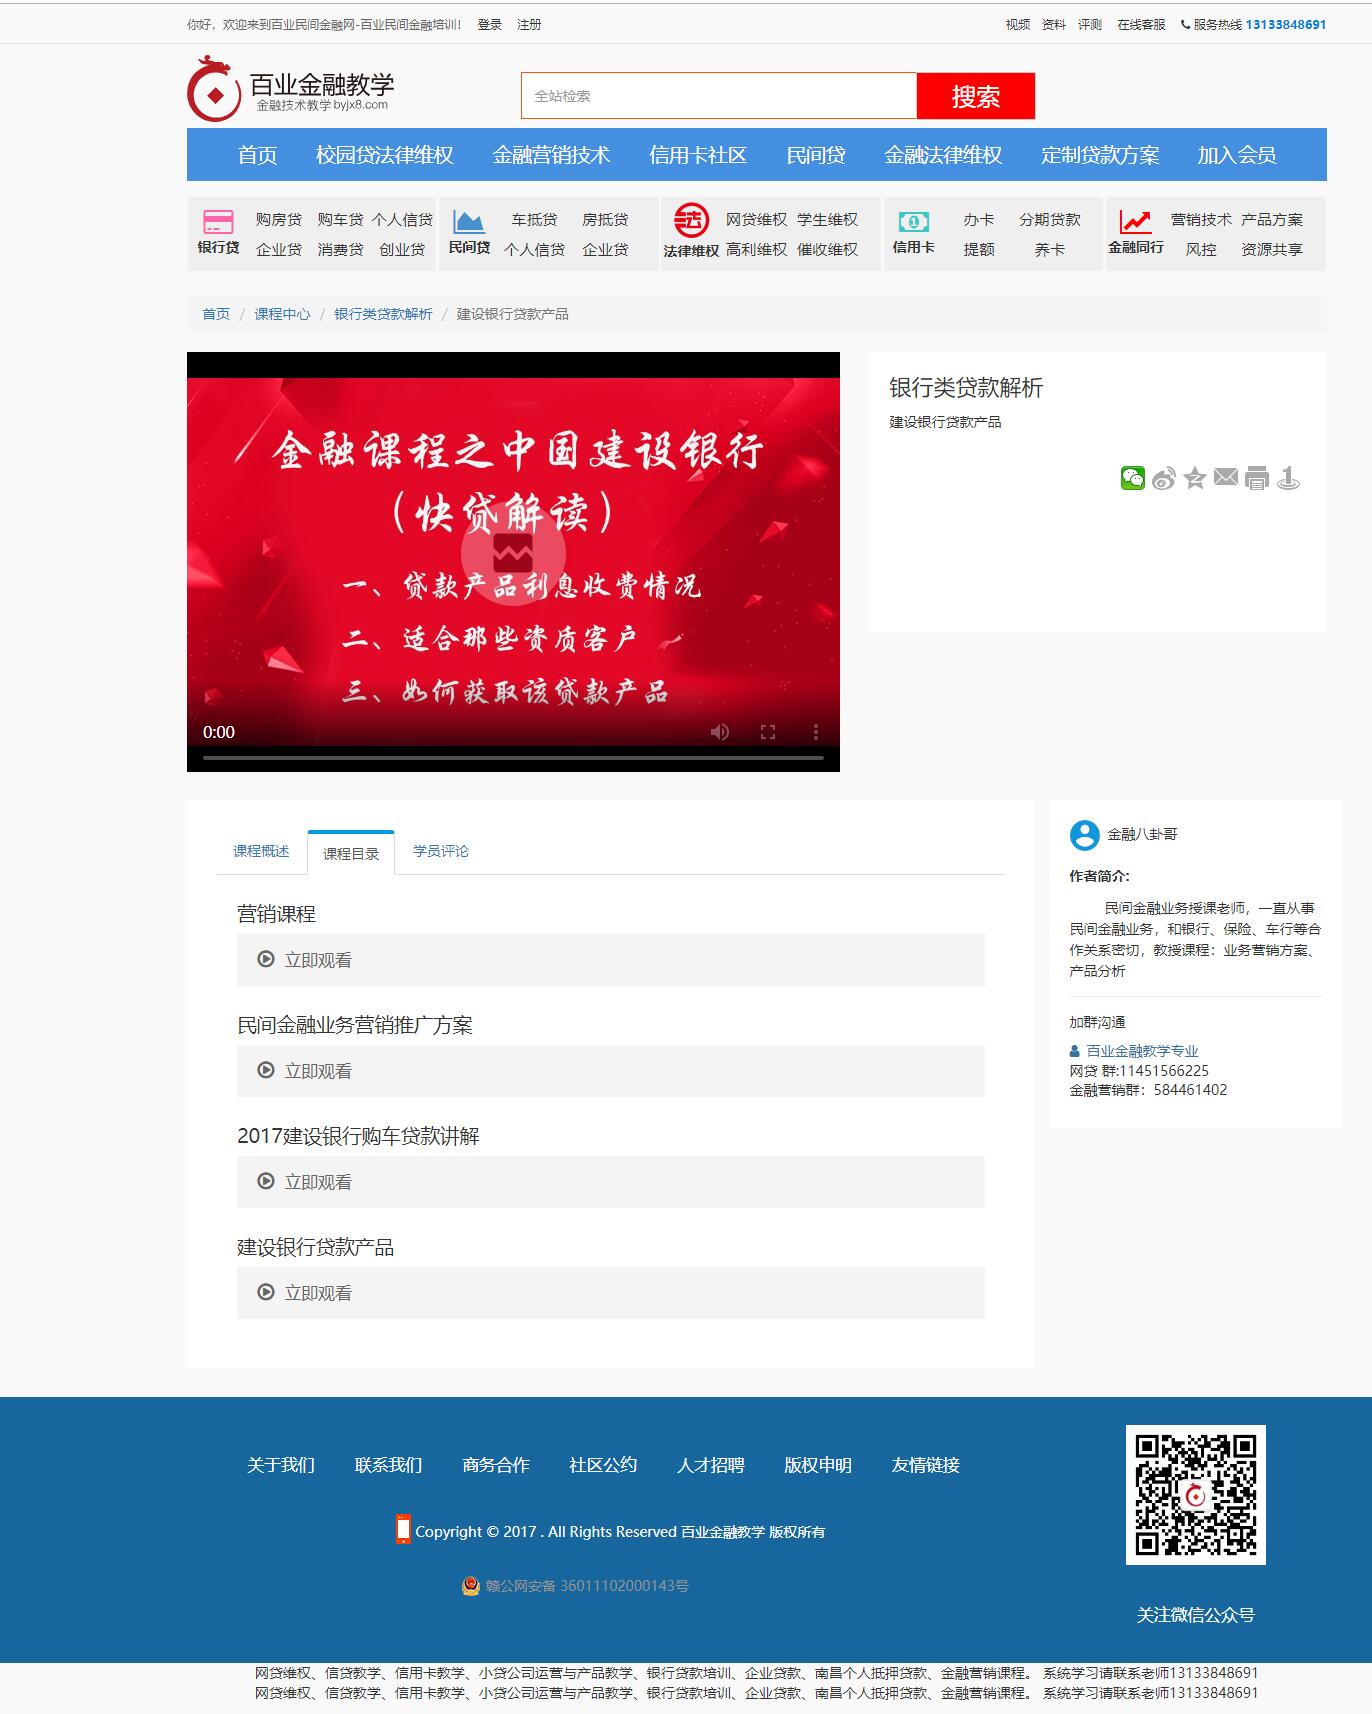 你好，欢迎来到百业民间金融网-百业民间金融培训！ 登录 注册
视频 资料 评测 在线客服 服务热线 13133848691
百业金融教学
金融技术教学 byjx8.com
全站检索 搜索
首页 校园贷法律维权 金融营销技术 信用卡社区 民间贷 金融法律维权 定制贷款方案 加入会员
银行贷
购房贷 购车贷 个人信贷
企业贷 消费贷 创业贷
民间贷
车抵贷 房抵贷
个人信贷 企业贷
法
法律维权
网贷维权 学生维权
高利维权 催收维权
信用卡
办卡 分期贷款
提额 养卡
金融同行
营销技术 产品方案
风控 资源共享
首页 / 课程中心 / 银行类贷款解析 / 建设银行贷款产品
金融课程之中国建设银行
（快贷解读）
一、贷款产品利息收费情况
二、适合那些资质客户
三、如何获取该贷款产品
0:00
银行类贷款解析
建设银行贷款产品
课程概述 课程目录 学员评论
营销课程
立即观看
民间金融业务营销推广方案
立即观看
2017建设银行购车贷款讲解
立即观看
建设银行贷款产品
立即观看
金融八卦哥
作者简介：
民间金融业务授课老师，一直从事
民间金融业务，和银行、保险、车行等合
作关系密切，教授课程：业务营销方案、
产品分析
加群沟通
百业金融教学专业
网贷 群:11451566225
金融营销群：584461402
关于我们 联系我们 商务合作 社区公约 人才招聘 版权申明 友情链接
Copyright © 2017 . All Rights Reserved 百业金融教学 版权所有
赣公网安备 36011102000143号
关注微信公众号
网贷维权、信贷教学、信用卡教学、小贷公司运营与产品教学、银行贷款培训、企业贷款、南昌个人抵押贷款、金融营销课程。 系统学习请联系老师13133848691
网贷维权、信贷教学、信用卡教学、小贷公司运营与产品教学、银行贷款培训、企业贷款、南昌个人抵押贷款、金融营销课程。 系统学习请联系老师13133848691